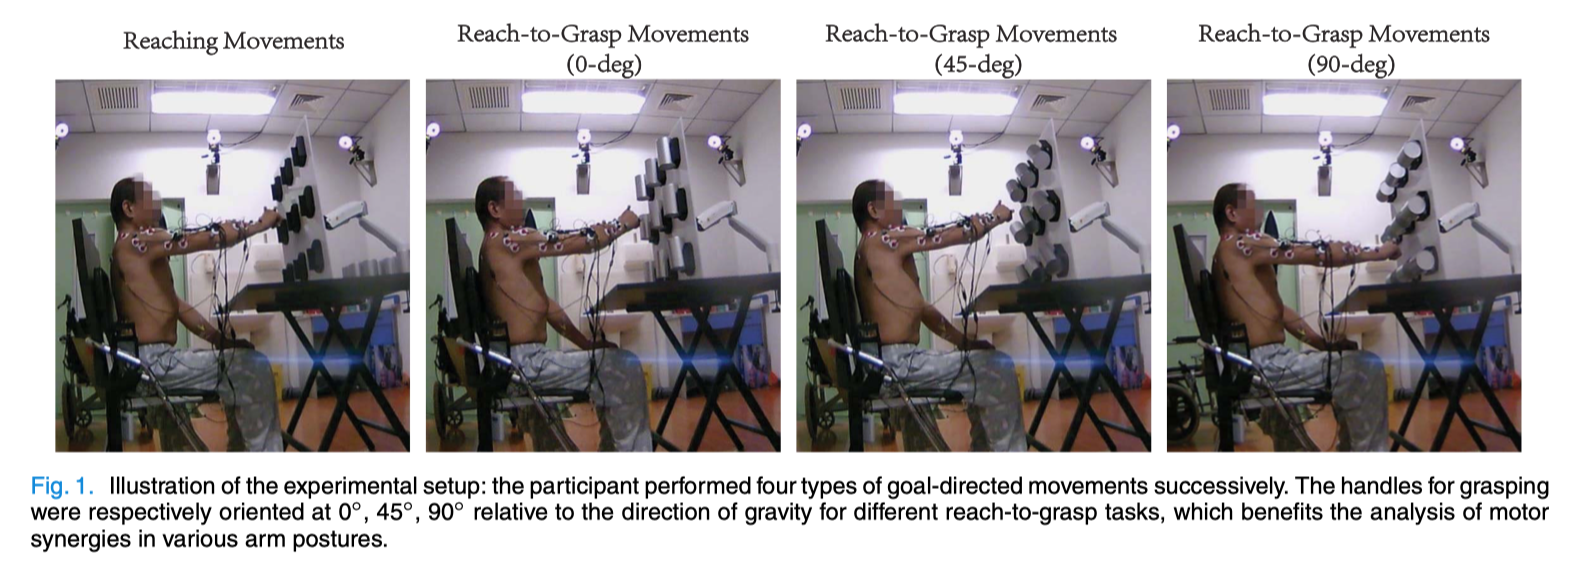 Reaching Movements
Reach-to-Grasp Movements
(0-deg)
Reach-to-Grasp Movements
(45-deg)
Reach-to-Grasp Movements
(90-deg)
Fig. 1. Illustration of the experimental setup: the participant performed four types of goal-directed movements successively. The handles for grasping
were respectively oriented at 0°, 45°, 90° relative to the direction of gravity for different reach-to-grasp tasks, which benefits the analysis of motor
synergies in various arm postures.